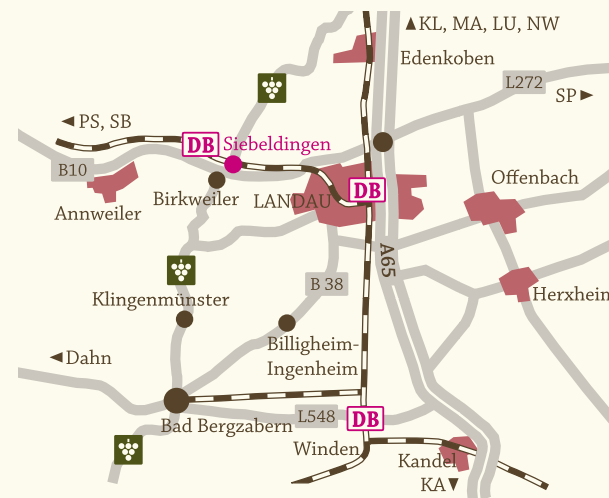 KL, MA, LU, NW
Edenkoben
L272
SP
PS, SB
DB
Siebeldingen
B10
Annweiler
Birkweiler
LANDAU
DB
Offenbach
A65
B 38
Klingenmünster
Herxhein
Billigheim-
Ingenheim
Dahn
Bad Bergzabern
L548
DB
Winden
Kandel
KA